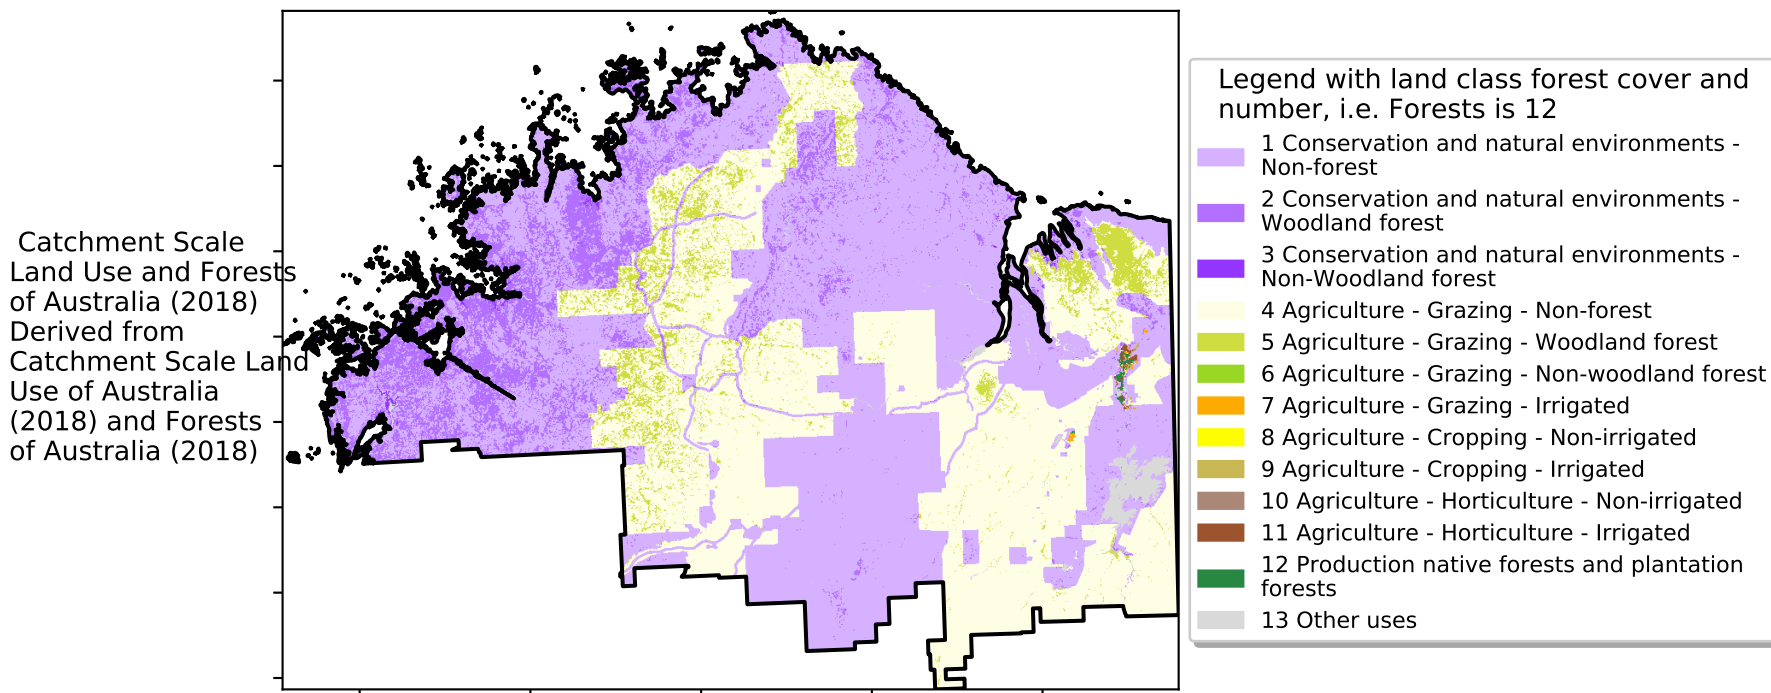 Catchment Scale
Land Use and Forests
of Australia (2018)
Derived from
Catchment Scale Land
Use of Australia
(2018) and Forests
of Australia (2018)
Legend with land class forest cover and
number, i.e. Forests is 12
1 Conservation and natural environments -
Non-forest
2 Conservation and natural environments -
Woodland forest
3 Conservation and natural environments -
Non-Woodland forest
4 Agriculture - Grazing - Non-forest
5 Agriculture - Grazing - Woodland forest
6 Agriculture - Grazing - Non-woodland forest
7 Agriculture - Grazing - Irrigated
8 Agriculture - Cropping - Non-irrigated
9 Agriculture - Cropping - Irrigated
10 Agriculture - Horticulture - Non-irrigated
11 Agriculture - Horticulture - Irrigated
12 Production native forests and plantation
forests
13 Other uses